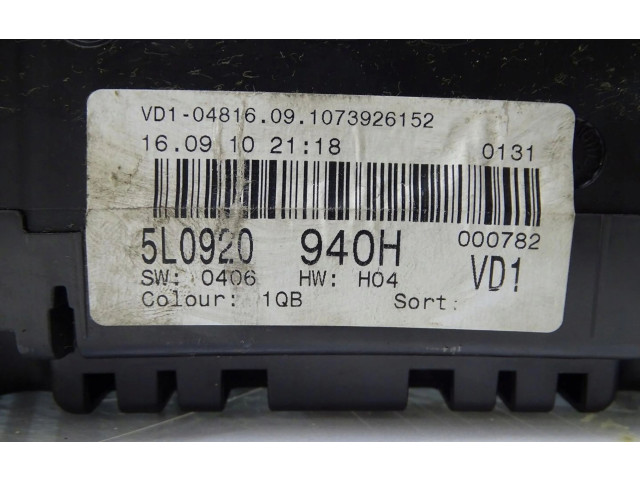 VD1-04816.09.1073926152
16.09 10 21:18 0131
5L0920 940H 000782
SW: 0406 HW: H04 VD1
Colour: 1QB Sort: